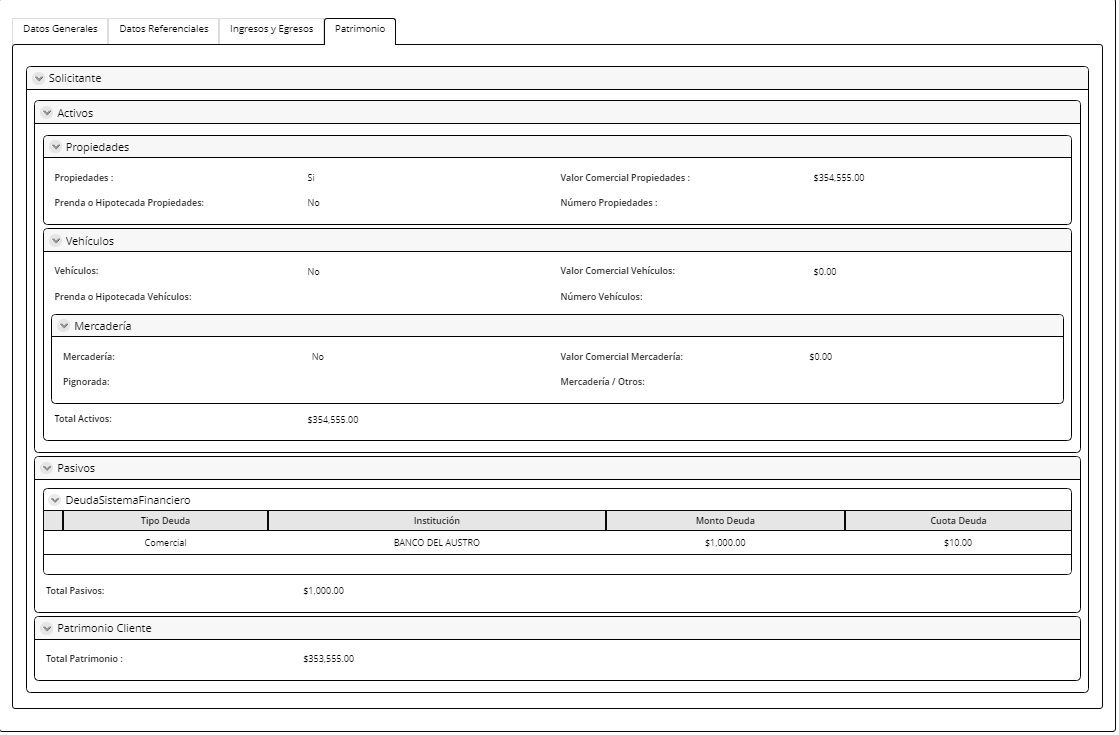 Datos Generales Datos Referenciales Ingresos y Egresos Patrimonio
Solicitante
Activos
Propiedades
Propiedades : Si Valor Comercial Propiedades : $354,555.00
Prenda o Hipotecada Propiedades: No Número Propiedades :
Vehículos
Vehículos: No Valor Comercial Vehículos: $0.00
Prenda o Hipotecada Vehículos: Número Vehículos:
Mercadería
Mercadería: No Valor Comercial Mercadería: $0.00
Pignorada: Mercadería / Otros:
Total Activos: $354,555.00
Pasivos
DeudaSistemaFinanciero
Tipo Deuda Institución Monto Deuda Cuota Deuda
Comercial BANCO DEL AUSTRO $1,000.00 $10.00
Total Pasivos: $1,000.00
Patrimonio Cliente
Total Patrimonio : $353,555.00